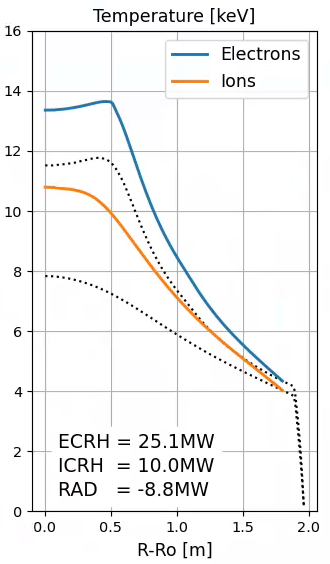 Temperature [keV]
16
14
12
10
8
6
4
2
0
Electrons
Ions
ECRH = 25.1MW
ICRH = 10.0MW
RAD = -8.8MW
0.0 0.5 1.0 1.5 2.0
R-Ro [m]